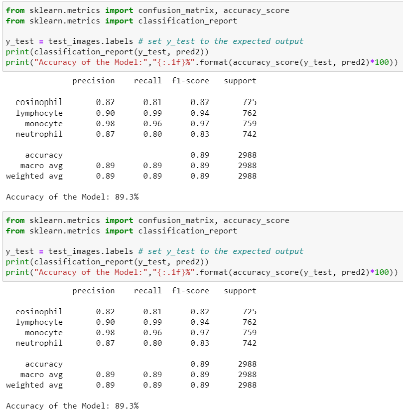 from sklearn.metrics import confusion_matrix, accuracy_score
from sklearn.metrics import classification_report
y_test = test_images.labels # set y_test to the expected output
print(classification_report(y_test, pred2))
print("Accuracy of the Model:","{:.1f}%".format(accuracy_score(y_test, pred2)*100))
precision recall f1-score support
eosinophil 0.82 0.81 0.82 725
lymphocyte 0.90 0.99 0.94 762
monocyte 0.98 0.96 0.97 759
neutrophil 0.87 0.80 0.83 742
accuracy 0.89 2988
macro avg 0.89 0.89 0.89 2988
weighted avg 0.89 0.89 0.89 2988
Accuracy of the Model: 89.3%
from sklearn.metrics import confusion_matrix, accuracy_score
from sklearn.metrics import classification_report
y_test = test_images.labels # set y_test to the expected output
print(classification_report(y_test, pred2))
print("Accuracy of the Model:","{:.1f}%".format(accuracy_score(y_test, pred2)*100))
precision recall f1-score support
eosinophil 0.82 0.81 0.82 725
lymphocyte 0.90 0.99 0.94 762
monocyte 0.98 0.96 0.97 759
neutrophil 0.87 0.80 0.83 742
accuracy 0.89 2988
macro avg 0.89 0.89 0.89 2988
weighted avg 0.89 0.89 0.89 2988
Accuracy of the Model: 89.3%